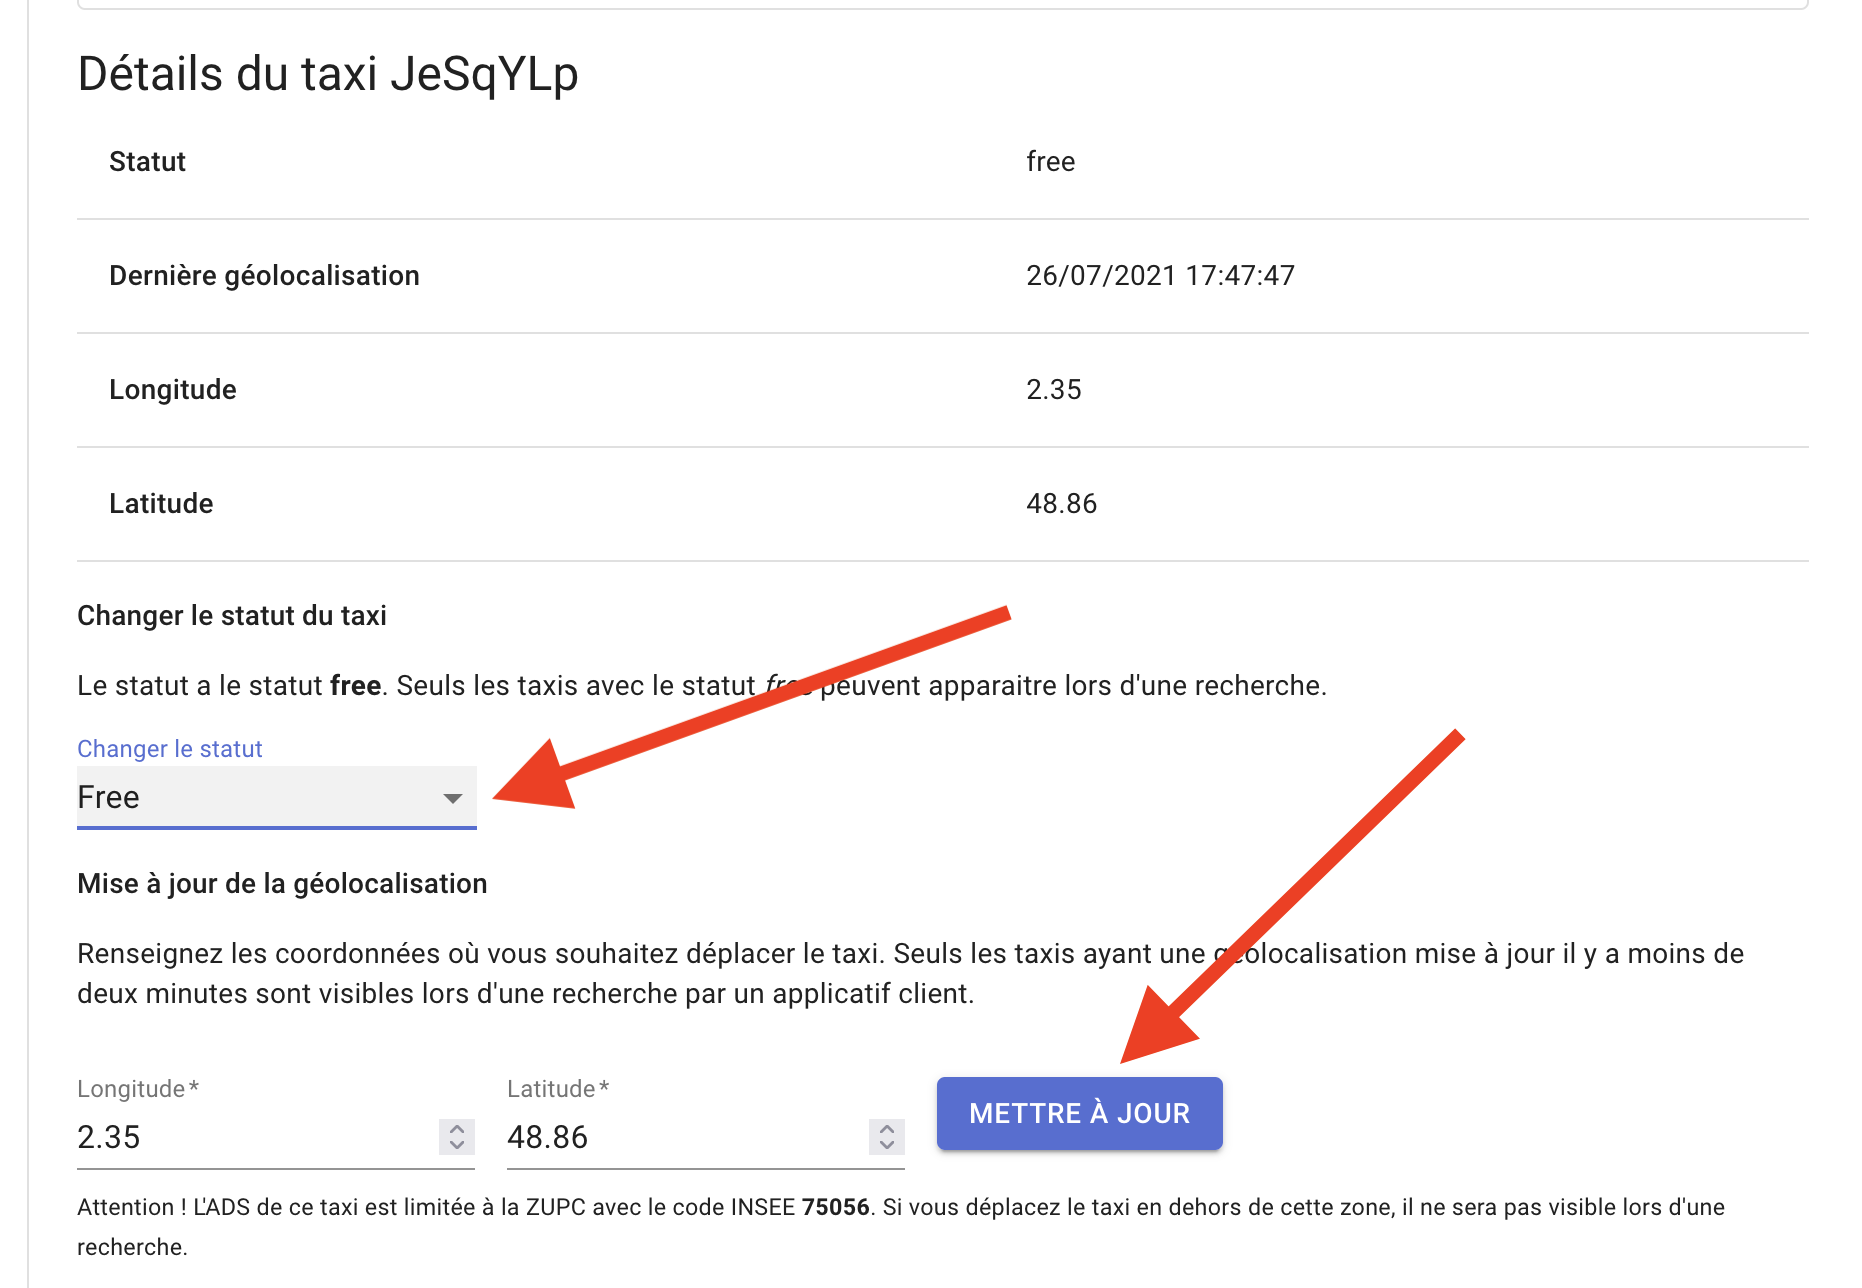 Détails du taxi JeSqYLp
Statut free
Dernière géolocalisation 26/07/2021 17:47:47
Longitude 2.35
Latitude 48.86
Changer le statut du taxi
Le statut a le statut free. Seuls les taxis avec le statut free peuvent apparaitre lors d'une recherche.
Changer le statut
Free
Mise à jour de la géolocalisation
Renseignez les coordonnées où vous souhaitez déplacer le taxi. Seuls les taxis ayant une géolocalisation mise à jour il y a moins de
deux minutes sont visibles lors d'une recherche par un applicatif client.
Longitude* Latitude*
2.35 48.86 METTRE À JOUR
Attention ! L'ADS de ce taxi est limitée à la ZUPC avec le code INSEE 75056. Si vous déplacez le taxi en dehors de cette zone, il ne sera pas visible lors d'une
recherche.